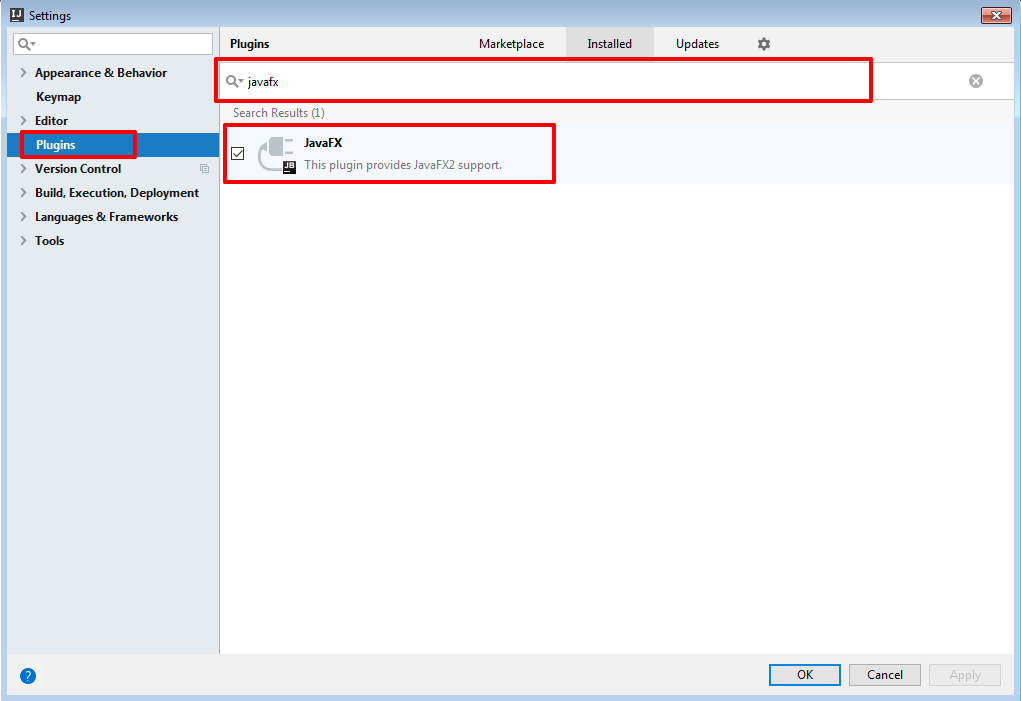 Settings
Plugins
Marketplace
Installed
Updates
Appearance & Behavior
Keymap
Editor
Plugins
Version Control
Build, Execution, Deployment
Languages & Frameworks
Tools
javafx
Search Results (1)
JavaFX
This plugin provides JavaFX2 support.
JB
?
OK
Cancel
Apply